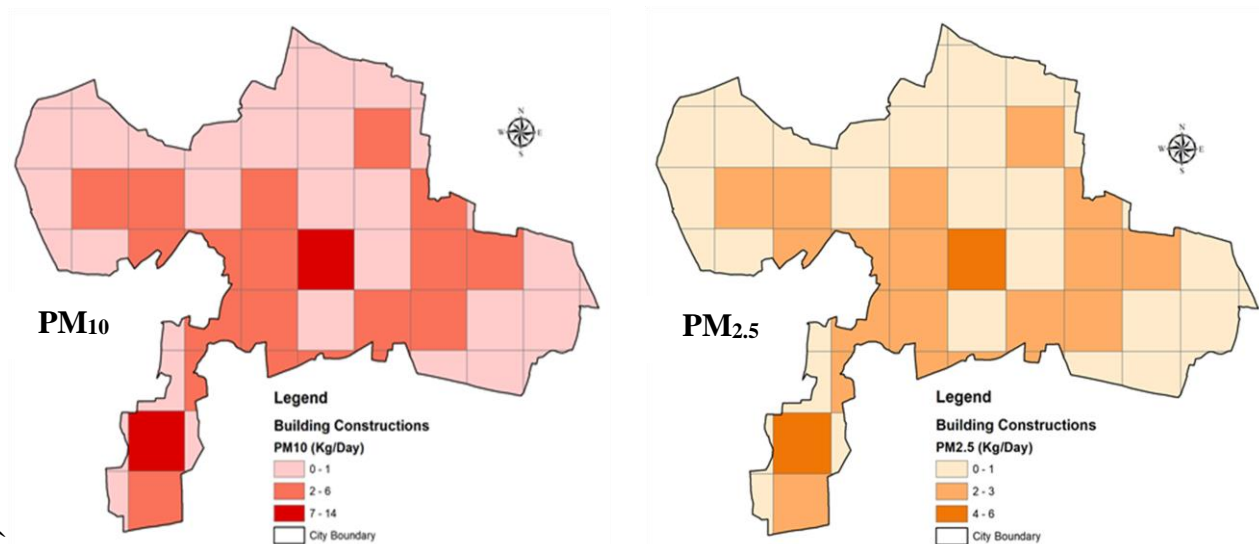 N
W E
S
PM10
Legend
Building Constructions
PM10 (Kg/Day)
0 - 1
2 - 6
7 - 14
City Boundary
N
W E
S
PM2.5
Legend
Building Constructions
PM2.5 (Kg/Day)
0 - 1
2 - 3
4 - 6
City Boundary